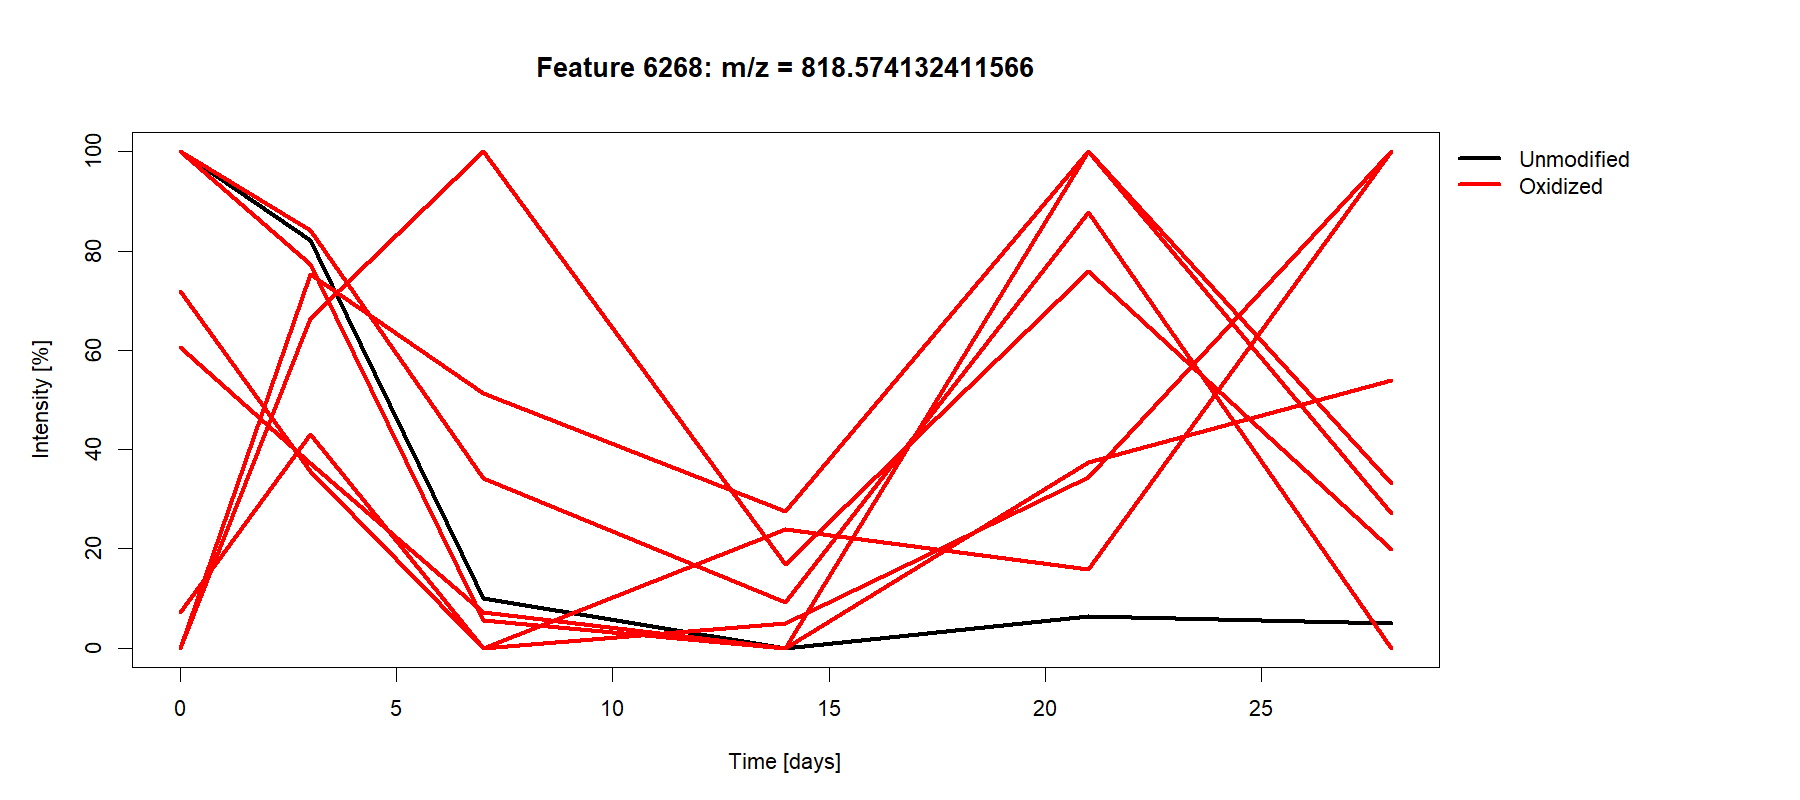 Feature 6268: m/z = 818.574132411566
Unmodified
Oxidized
100
80
60
40
20
0
Intensity [%]
0 5 10 15 20 25
Time [days]